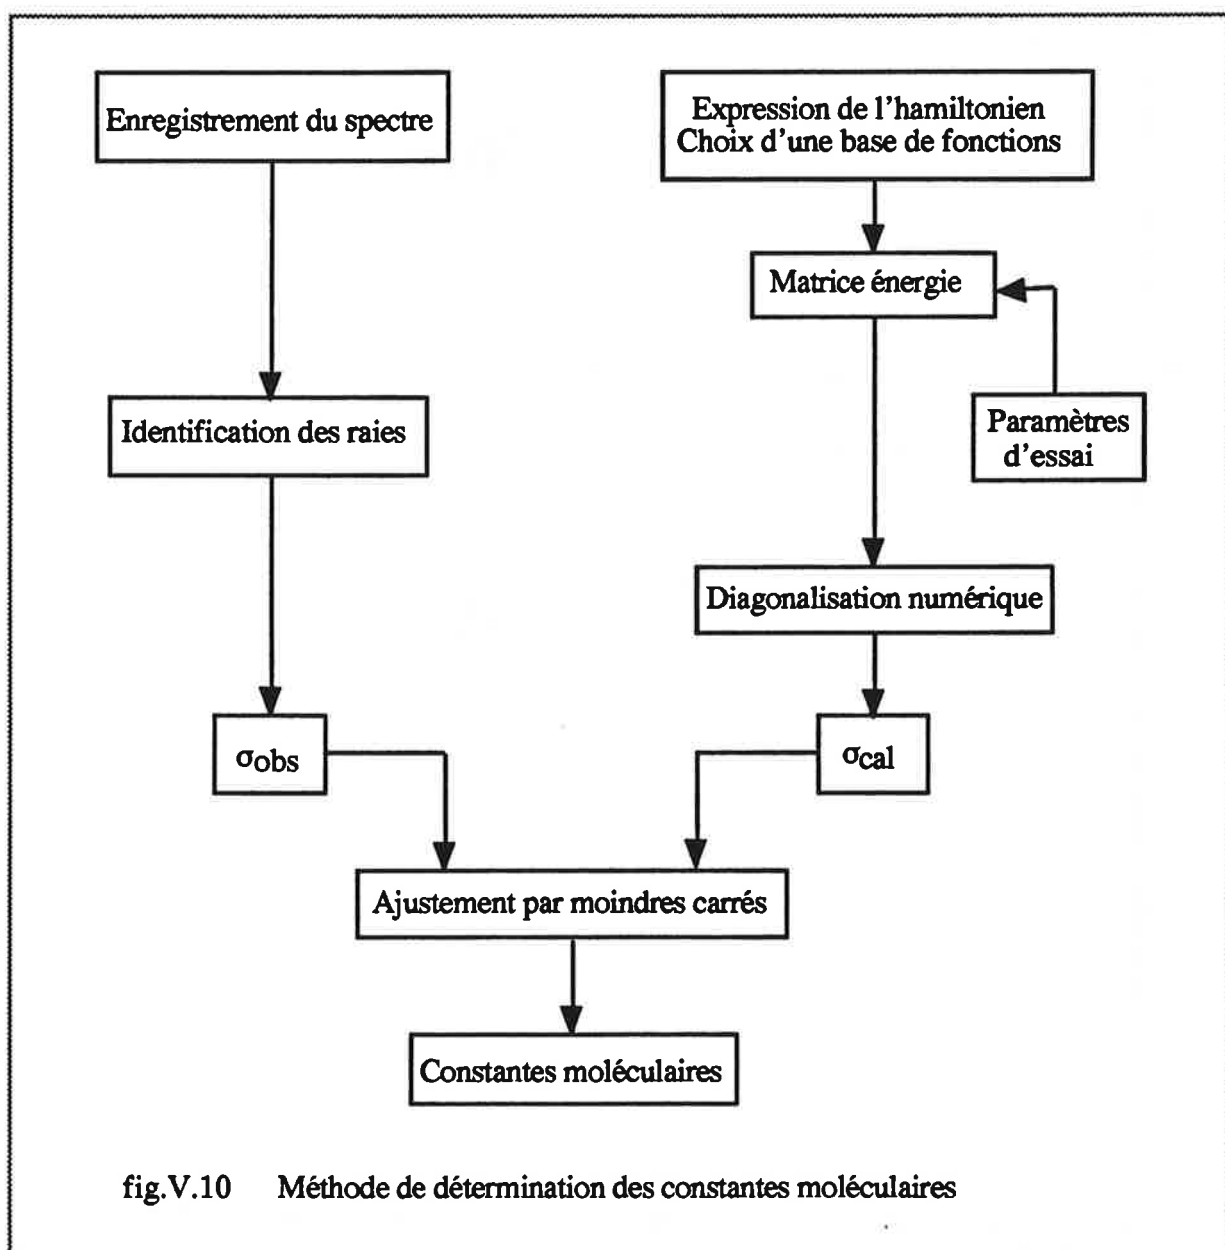 Enregistrement du spectre
Expression de l'hamiltonien
Choix d'une base de fonctions
Matrice énergie
Identification des raies
Paramètres
d'essai
Diagonalisation numérique
σobs
σcal
Ajustement par moindres carrés
Constantes moléculaires
fig.V.10 Méthode de détermination des constantes moléculaires